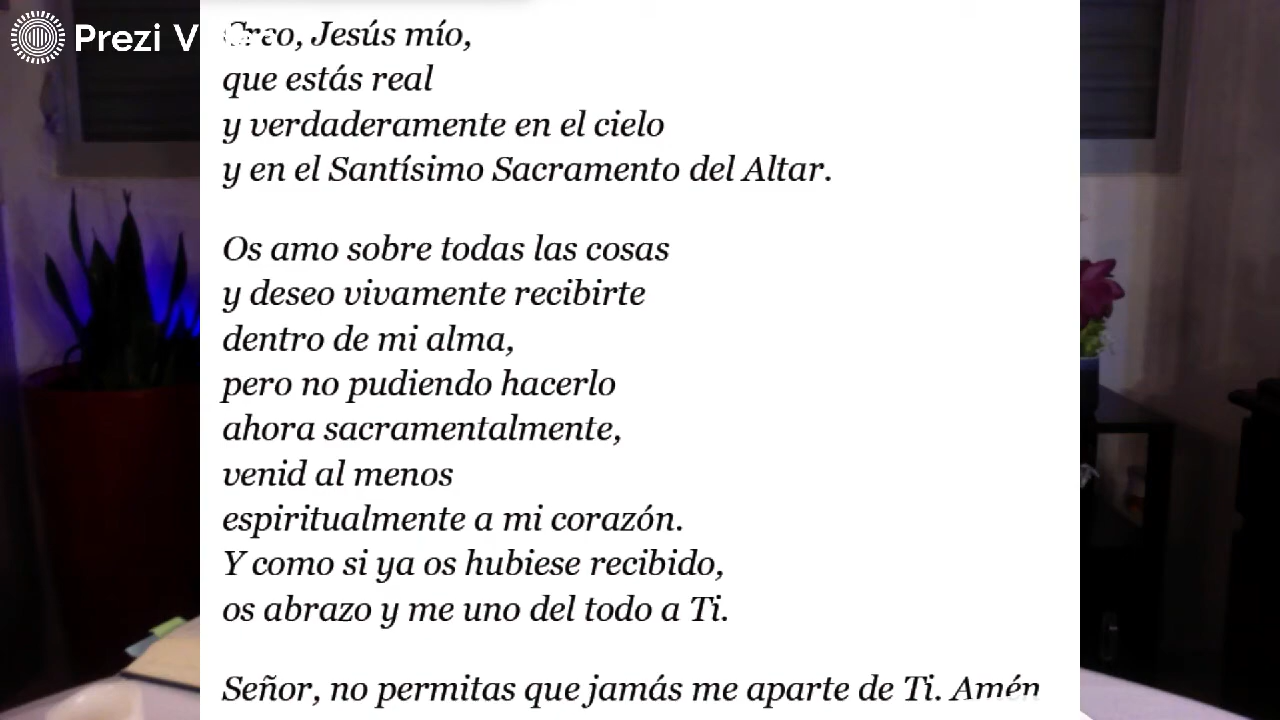 Prezi
Creo, Jesús mío,
que estás real
y verdaderamente en el cielo
y en el Santísimo Sacramento del Altar.
Os amo sobre todas las cosas
y deseo vivamente recibirte
dentro de mi alma,
pero no pudiendo hacerlo
ahora sacramentalmente,
venid al menos
espiritualmente a mi corazón.
Y como si ya os hubiese recibido,
os abrazo y me uno del todo a Ti.
Señor, no permitas que jamás me aparte de Ti. Amén